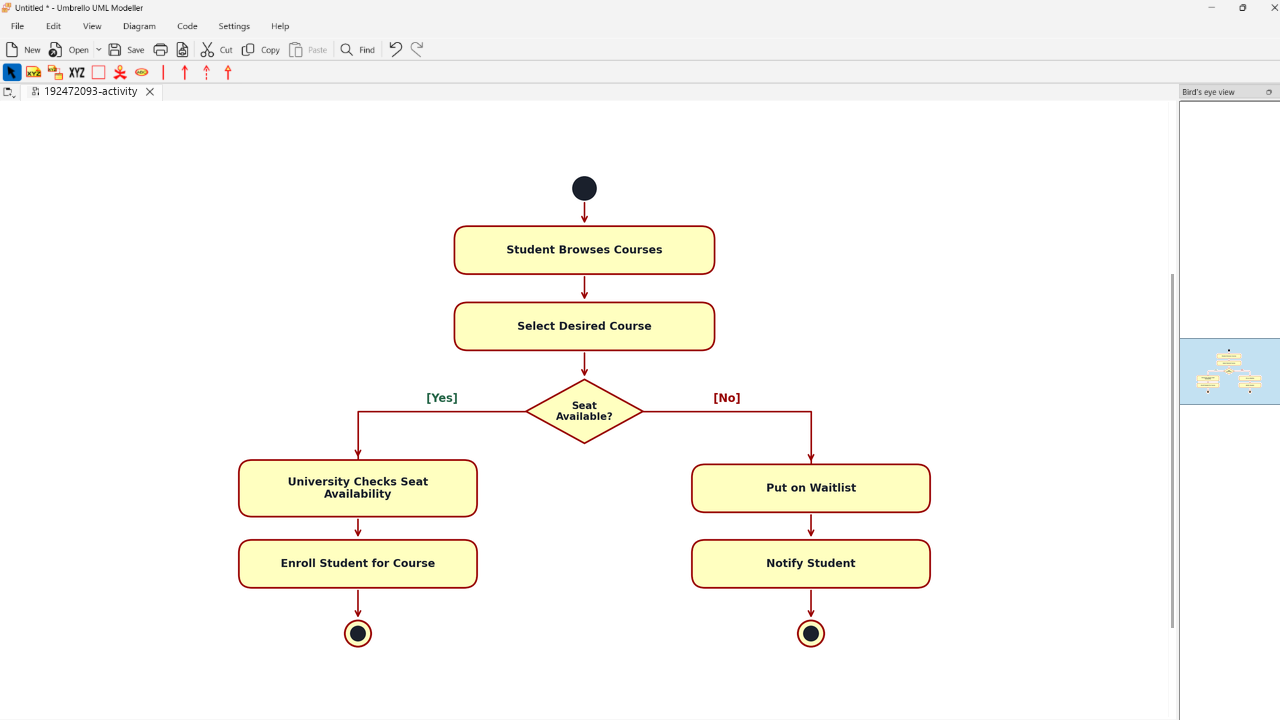 Untitled * - Umbrello UML Modeller
File Edit View Diagram Code Settings Help
New Open Save Cut Copy Paste Find
XYZ XYZ
192472093-activity
Bird's eye view
Student Browses Courses
Select Desired Course
[Yes]
Seat
Available?
[No]
University Checks Seat
Availability
Put on Waitlist
Enroll Student for Course
Notify Student